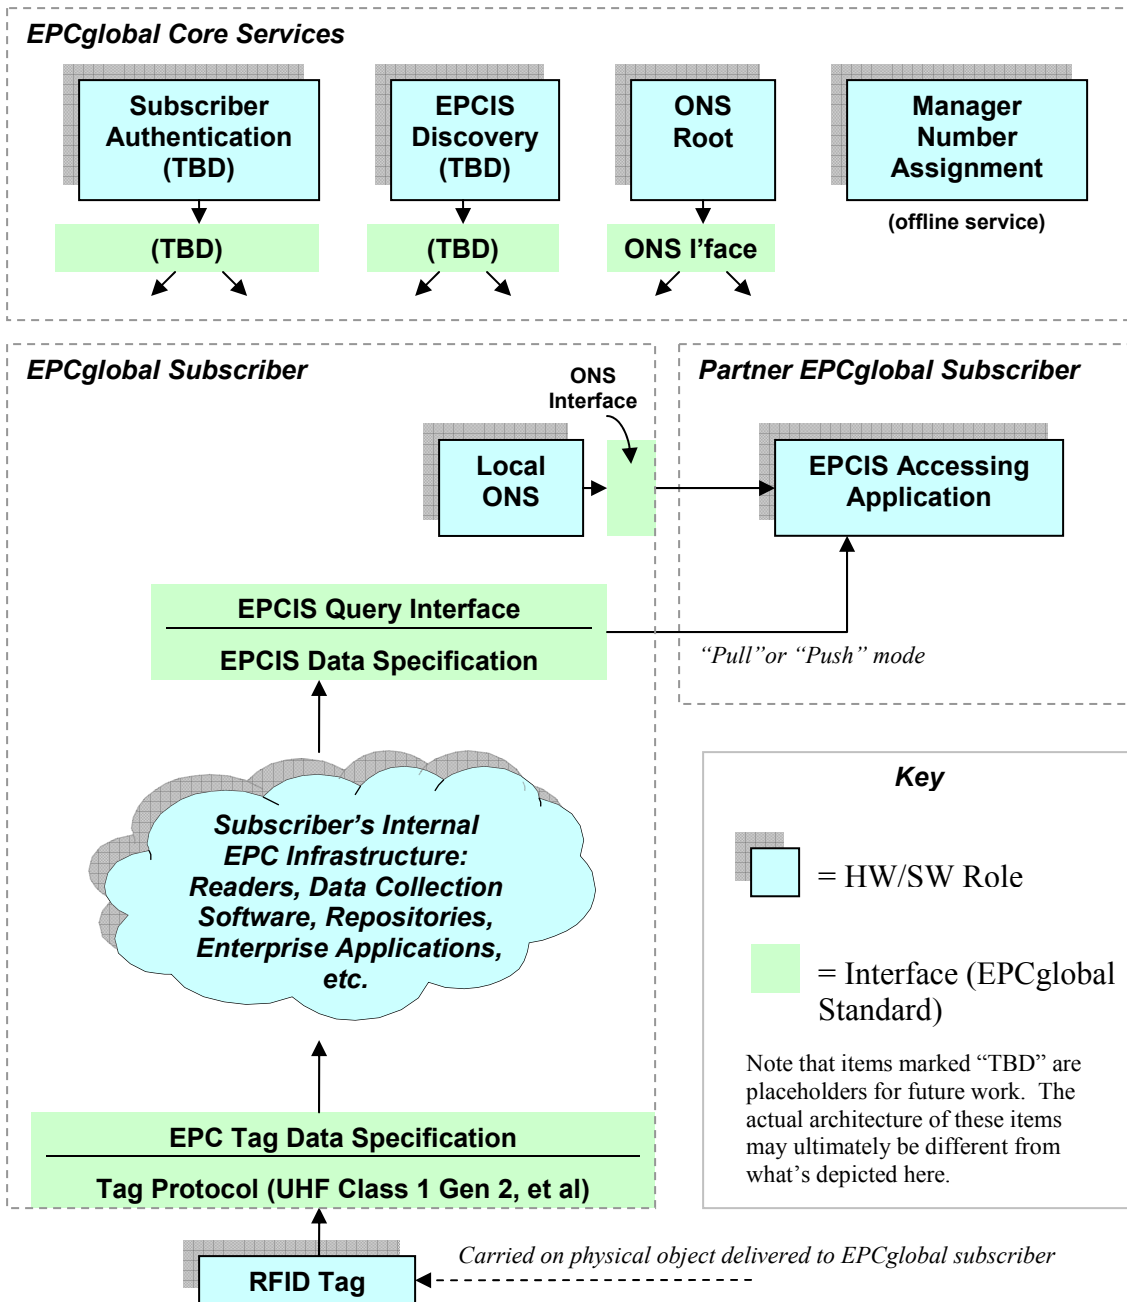 EPCglobal Core Services
Subscriber
Authentication
(TBD)
EPCIS
Discovery
(TBD)
ONS
Root
Manager
Number
Assignment
(offline service)
(TBD)
(TBD)
ONS I'face
EPCglobal Subscriber
ONS
Interface
Local
ONS
Partner EPCglobal Subscriber
EPCIS Accessing
Application
EPCIS Query Interface
EPCIS Data Specification
“Pull”or “Push” mode
Subscriber’s Internal
EPC Infrastructure:
Readers, Data Collection
Software, Repositories,
Enterprise Applications,
etc.
Key
= HW/SW Role
= Interface (EPCglobal
Standard)
Note that items marked “TBD” are
placeholders for future work.  The
actual architecture of these items
may ultimately be different from
what’s depicted here.
EPC Tag Data Specification
Tag Protocol (UHF Class 1 Gen 2, et al)
Carried on physical object delivered to EPCglobal subscriber
RFID Tag